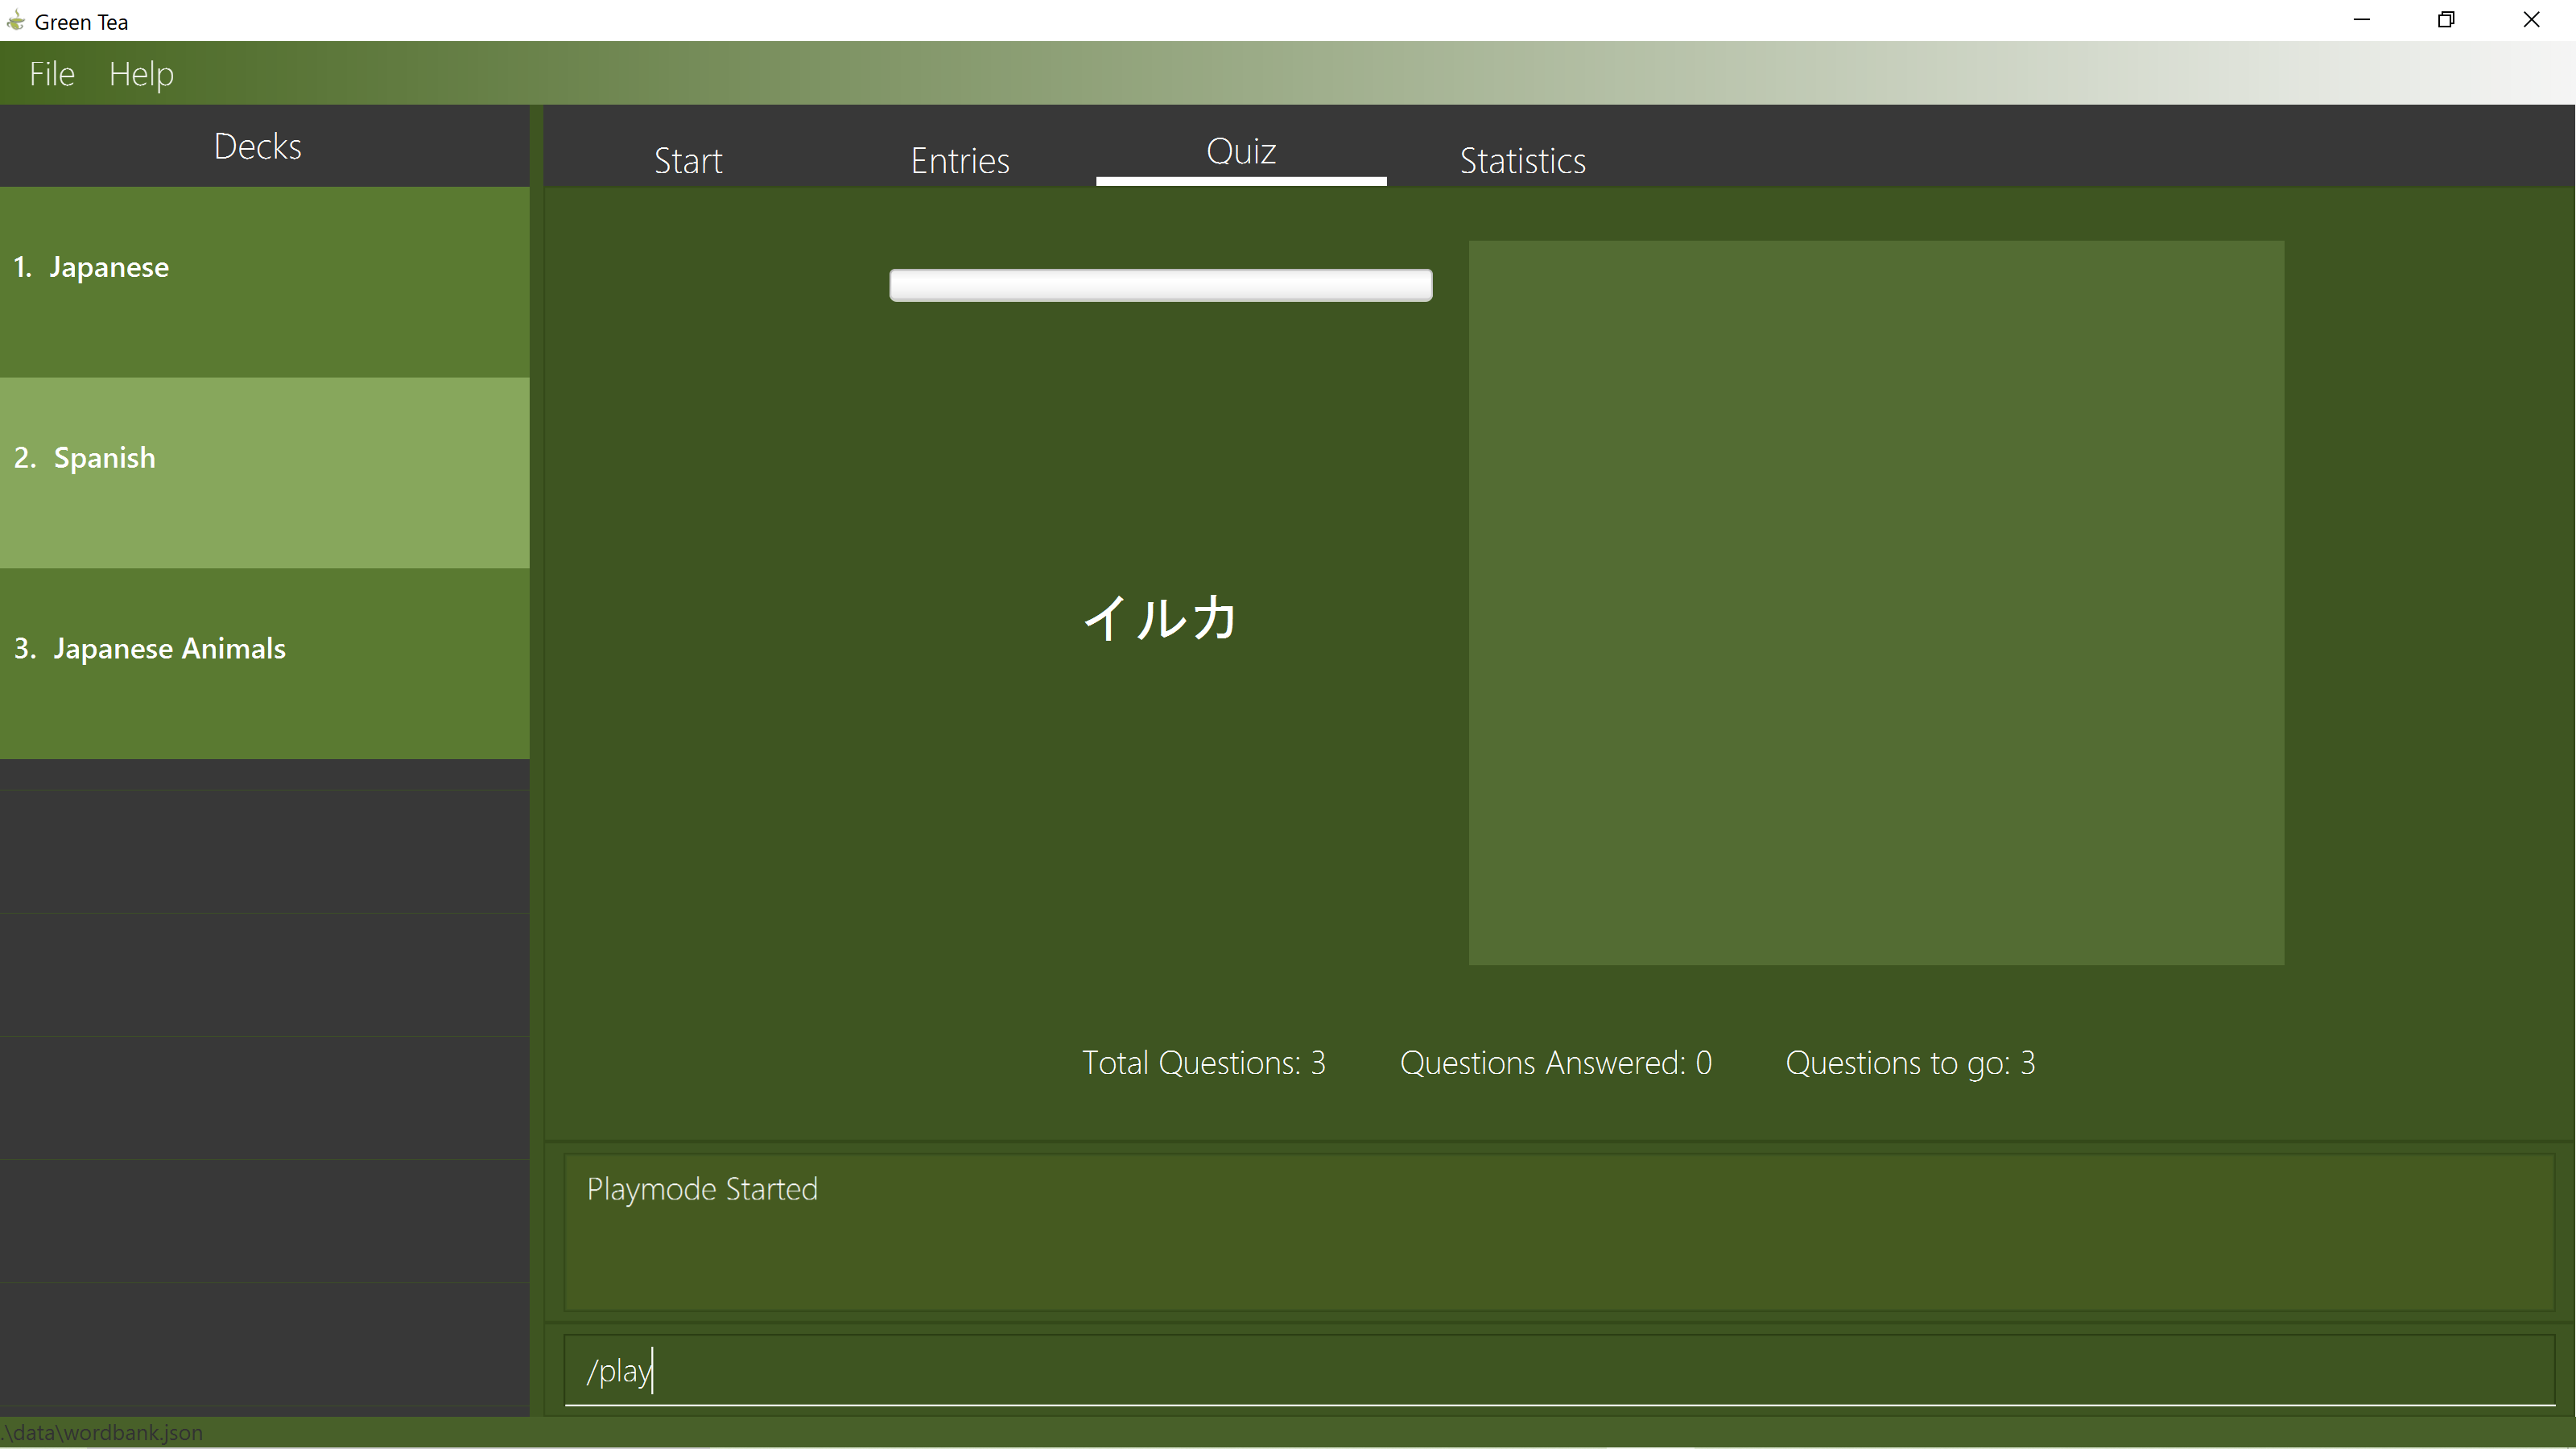 Green Tea
File Help
Decks
Start Entries Quiz Statistics
1. Japanese
2. Spanish
3. Japanese Animals
イルカ
Total Questions: 3 Questions Answered: 0 Questions to go: 3
Playmode Started
/play
.\data\wordbank.json